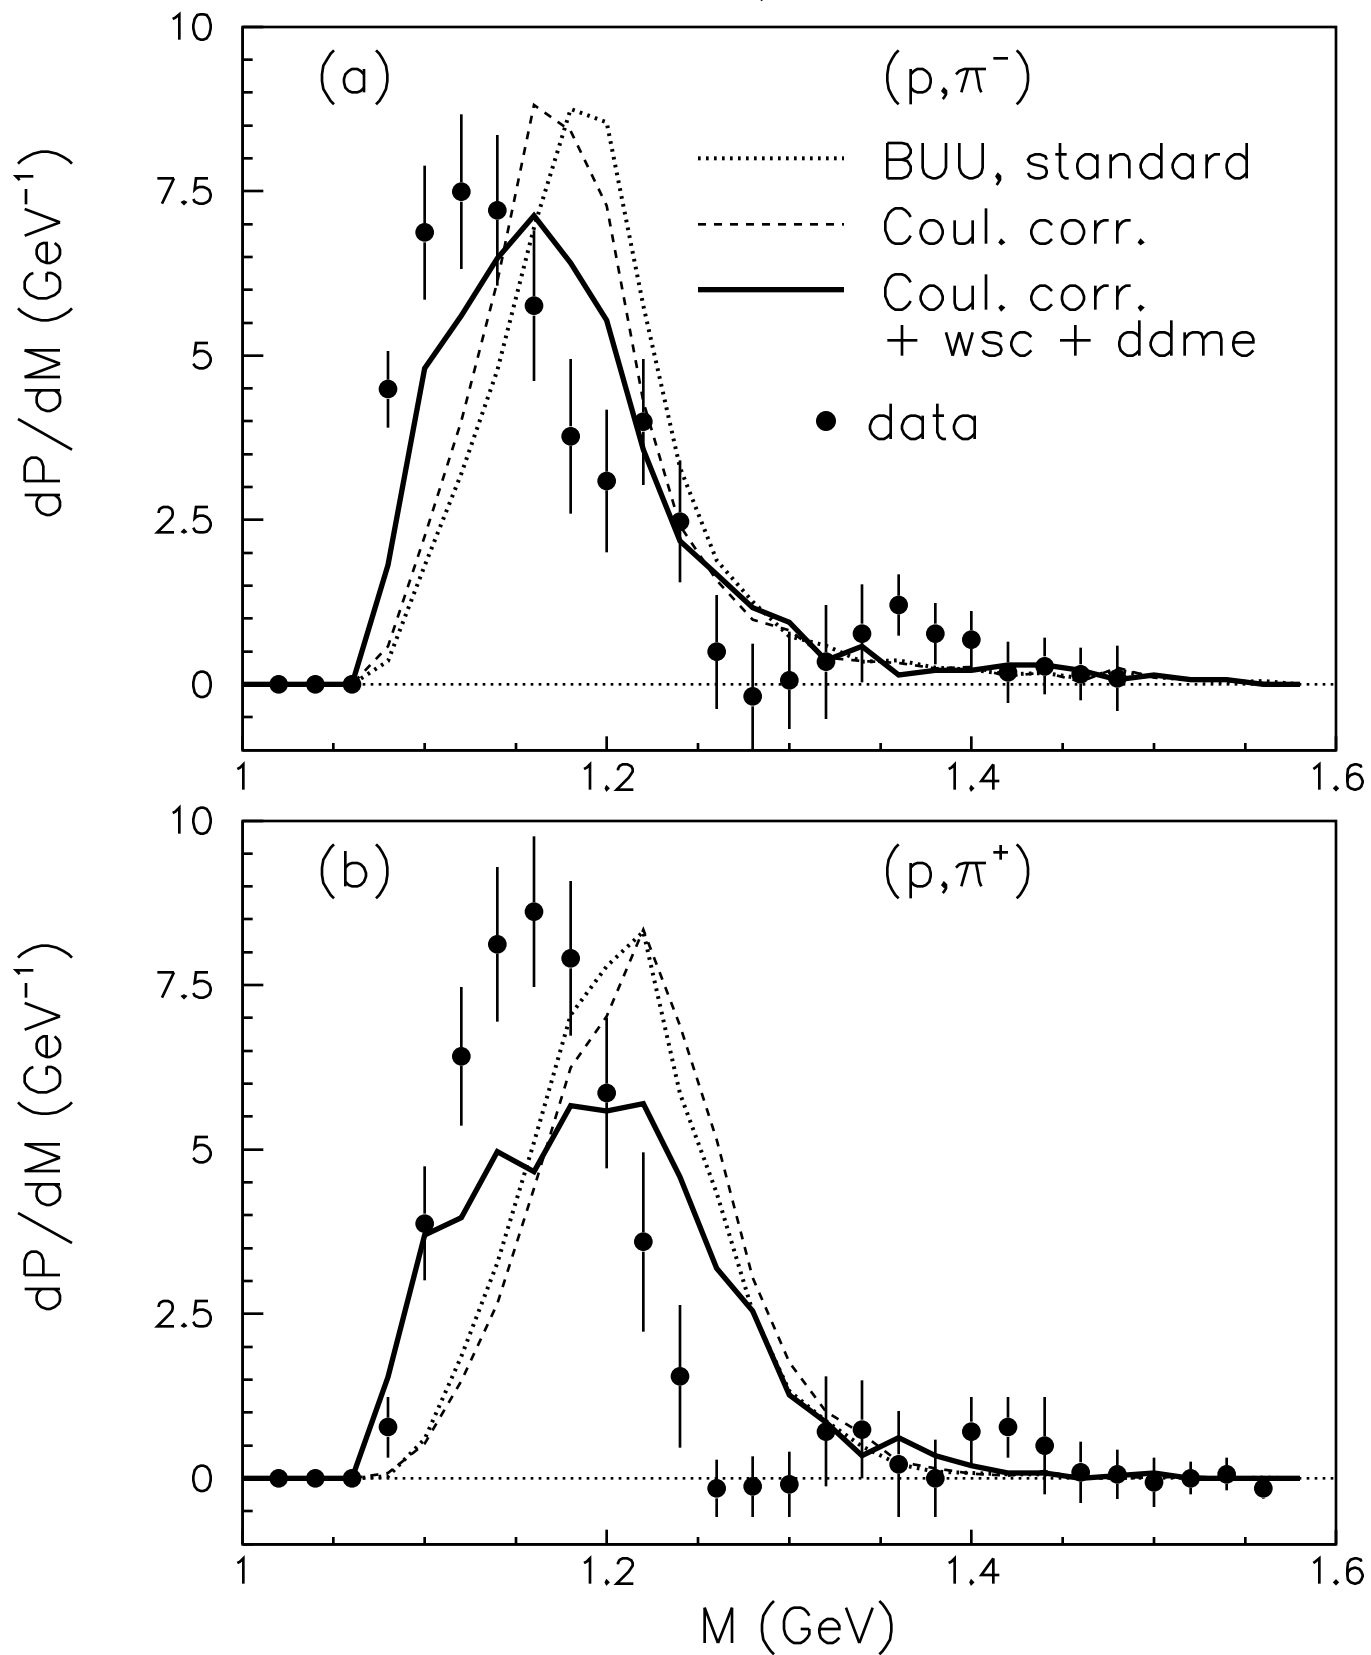 10
(a)
(p,π⁻)
BUU, standard
7.5
Coul. corr.
Coul. corr.
+ wsc + ddme
5
data
2.5
0
dP/dM (GeV⁻¹)
1 1.2 1.4 1.6
10
(b)
(p,π⁺)
7.5
5
2.5
0
dP/dM (GeV⁻¹)
1 1.2 1.4 1.6
M (GeV)